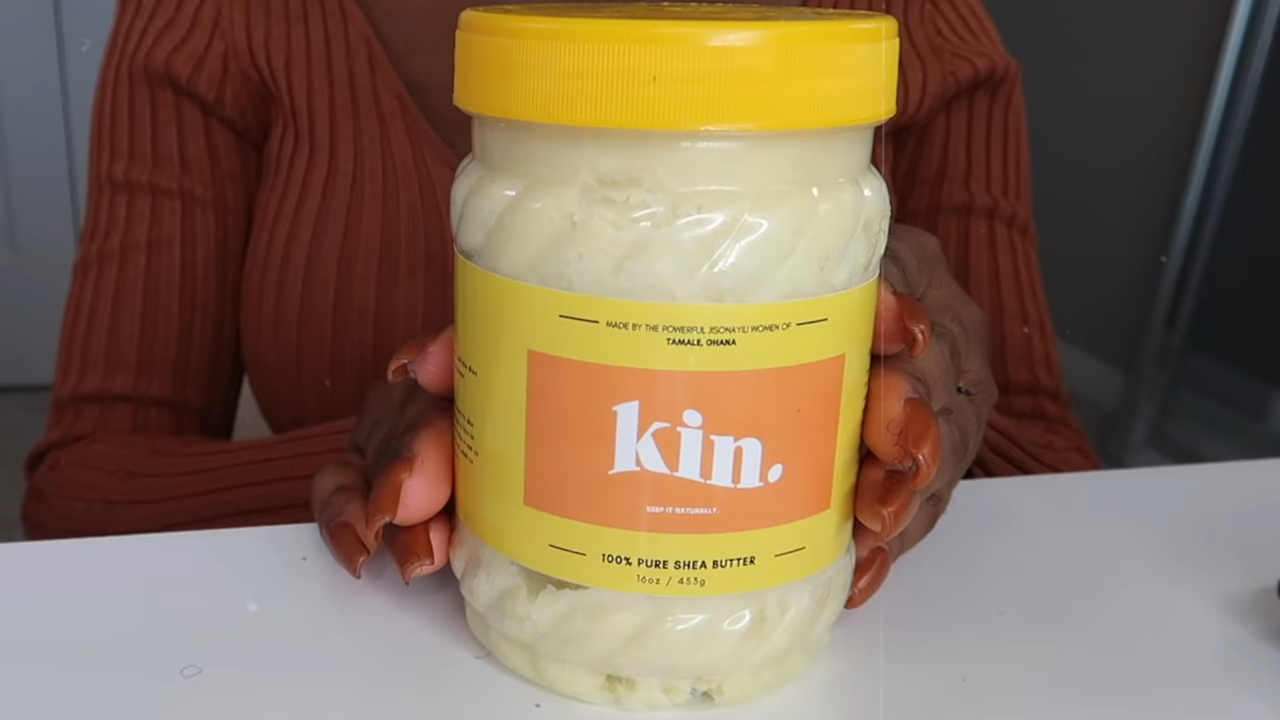 MADE BY THE POWERFUL JISONAYILI WOMEN OF
TAMALE, GHANA
kin.
KEEP IT NATURALLY.
100% PURE SHEA BUTTER
16oz / 453g